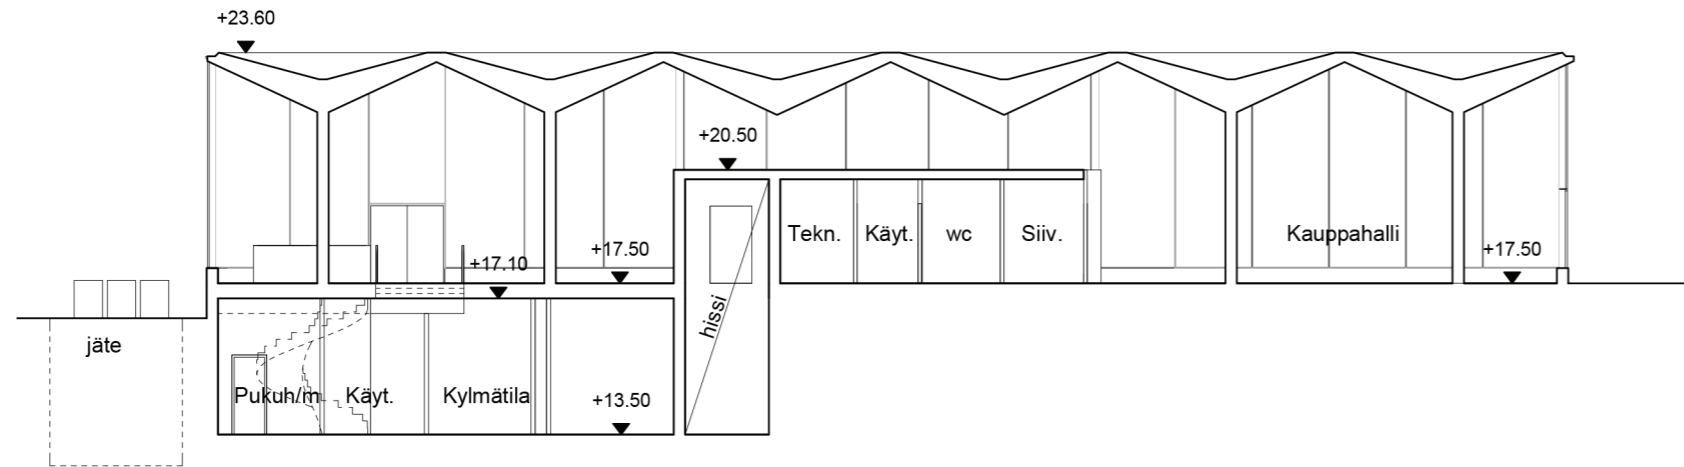 +23.60
+20.50
Tekn.
Käyt.
wc
Siiv.
Kauppahalli
+17.10
+17.50
+17.50
hissi
jäte
Pukuh/m
Käyt.
Kylmätila
+13.50